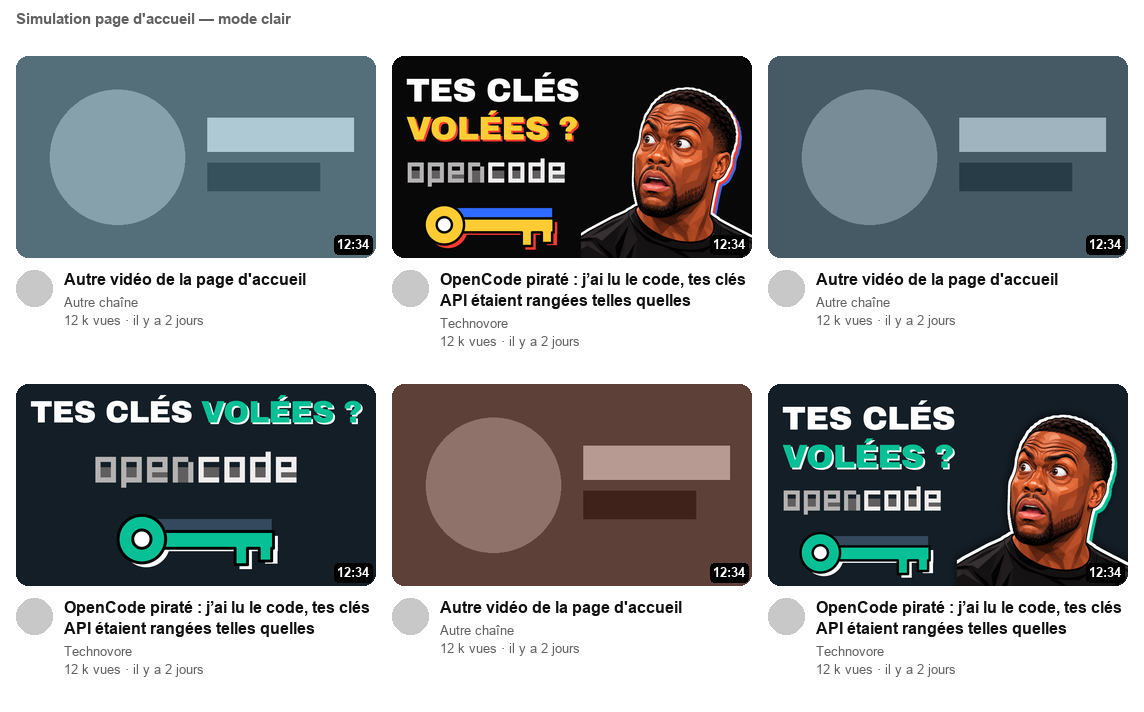 Simulation page d'accueil — mode clair
12:34
TES CLÉS
VOLÉES ?
opencode
12:34
12:34
Autre vidéo de la page d'accueil
Autre chaîne
12 k vues · il y a 2 jours
OpenCode piraté : j’ai lu le code, tes clés
API étaient rangées telles quelles
Technovore
12 k vues · il y a 2 jours
Autre vidéo de la page d'accueil
Autre chaîne
12 k vues · il y a 2 jours
TES CLÉS VOLÉES ?
opencode
12:34
12:34
TES CLÉS
VOLÉES ?
opencode
12:34
OpenCode piraté : j’ai lu le code, tes clés
API étaient rangées telles quelles
Technovore
12 k vues · il y a 2 jours
Autre vidéo de la page d'accueil
Autre chaîne
12 k vues · il y a 2 jours
OpenCode piraté : j’ai lu le code, tes clés
API étaient rangées telles quelles
Technovore
12 k vues · il y a 2 jours